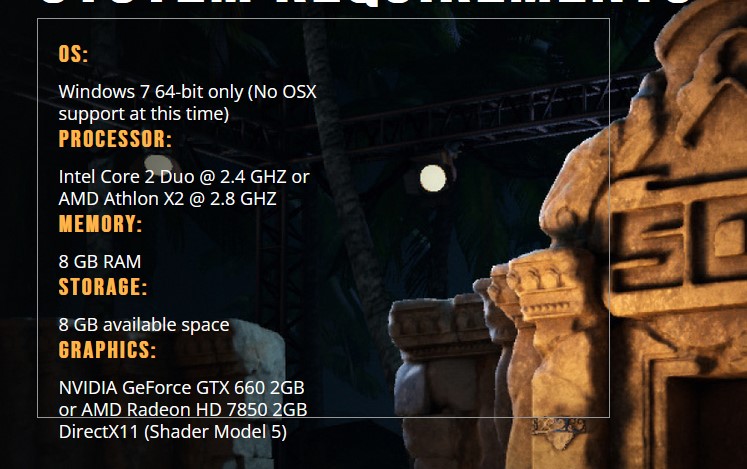 SYSTEM REQUIREMENTS
OS:
Windows 7 64-bit only (No OSX
support at this time)
PROCESSOR:
Intel Core 2 Duo @ 2.4 GHZ or
AMD Athlon X2 @ 2.8 GHZ
MEMORY:
8 GB RAM
STORAGE:
8 GB available space
GRAPHICS:
NVIDIA GeForce GTX 660 2GB
or AMD Radeon HD 7850 2GB
DirectX11 (Shader Model 5)